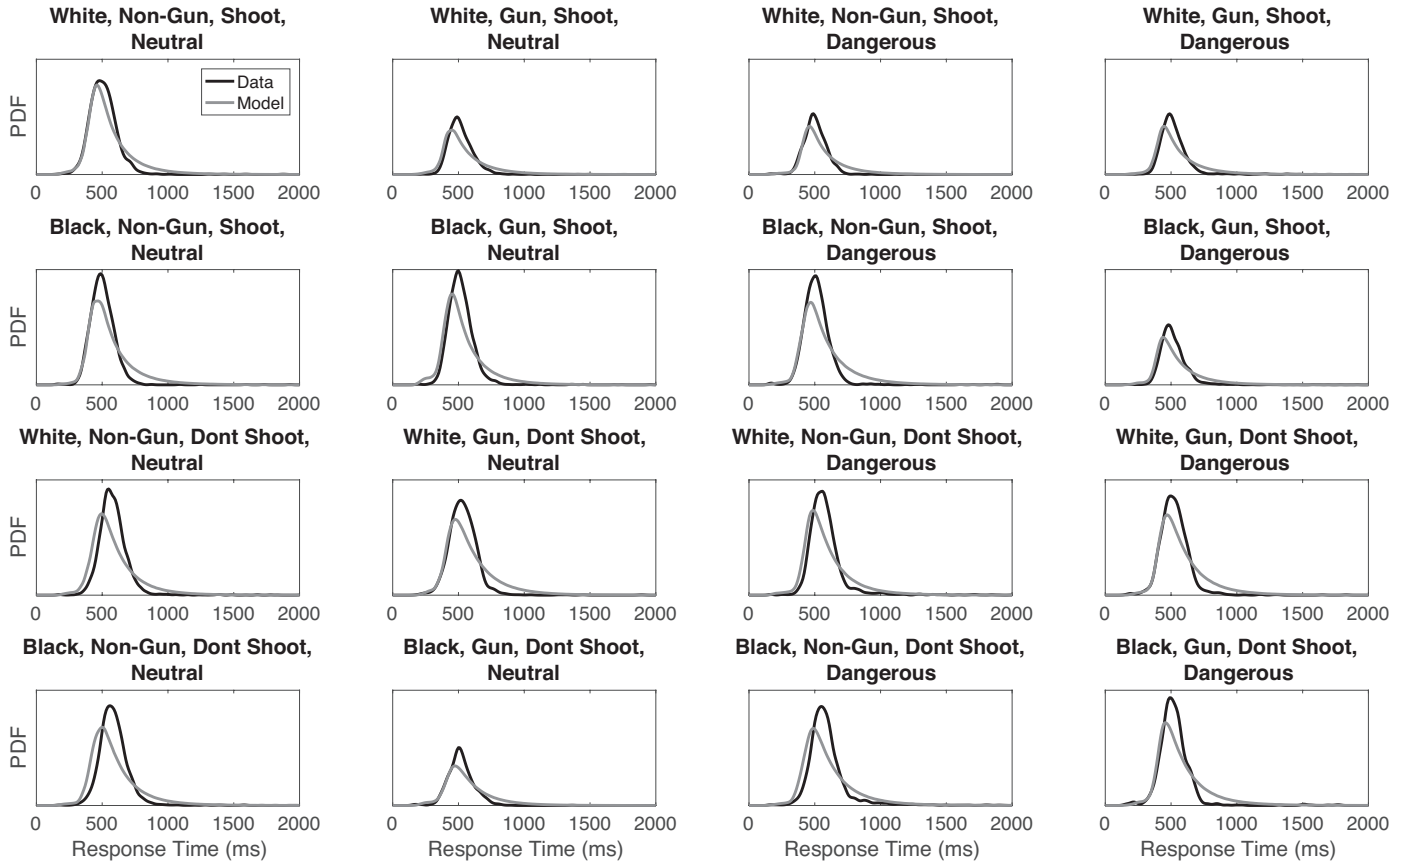 White, Non-Gun, Shoot,
Neutral
White, Gun, Shoot,
Neutral
White, Non-Gun, Shoot,
Dangerous
White, Gun, Shoot,
Dangerous
PDF
Data
Model
0 500 1000 1500 2000
0 500 1000 1500 2000
0 500 1000 1500 2000
0 500 1000 1500 2000
Black, Non-Gun, Shoot,
Neutral
Black, Gun, Shoot,
Neutral
Black, Non-Gun, Shoot,
Dangerous
Black, Gun, Shoot,
Dangerous
PDF
0 500 1000 1500 2000
0 500 1000 1500 2000
0 500 1000 1500 2000
0 500 1000 1500 2000
White, Non-Gun, Dont Shoot,
Neutral
White, Gun, Dont Shoot,
Neutral
White, Non-Gun, Dont Shoot,
Dangerous
White, Gun, Dont Shoot,
Dangerous
PDF
0 500 1000 1500 2000
0 500 1000 1500 2000
0 500 1000 1500 2000
0 500 1000 1500 2000
Black, Non-Gun, Dont Shoot,
Neutral
Black, Gun, Dont Shoot,
Neutral
Black, Non-Gun, Dont Shoot,
Dangerous
Black, Gun, Dont Shoot,
Dangerous
PDF
0 500 1000 1500 2000
0 500 1000 1500 2000
0 500 1000 1500 2000
0 500 1000 1500 2000
Response Time (ms)
Response Time (ms)
Response Time (ms)
Response Time (ms)